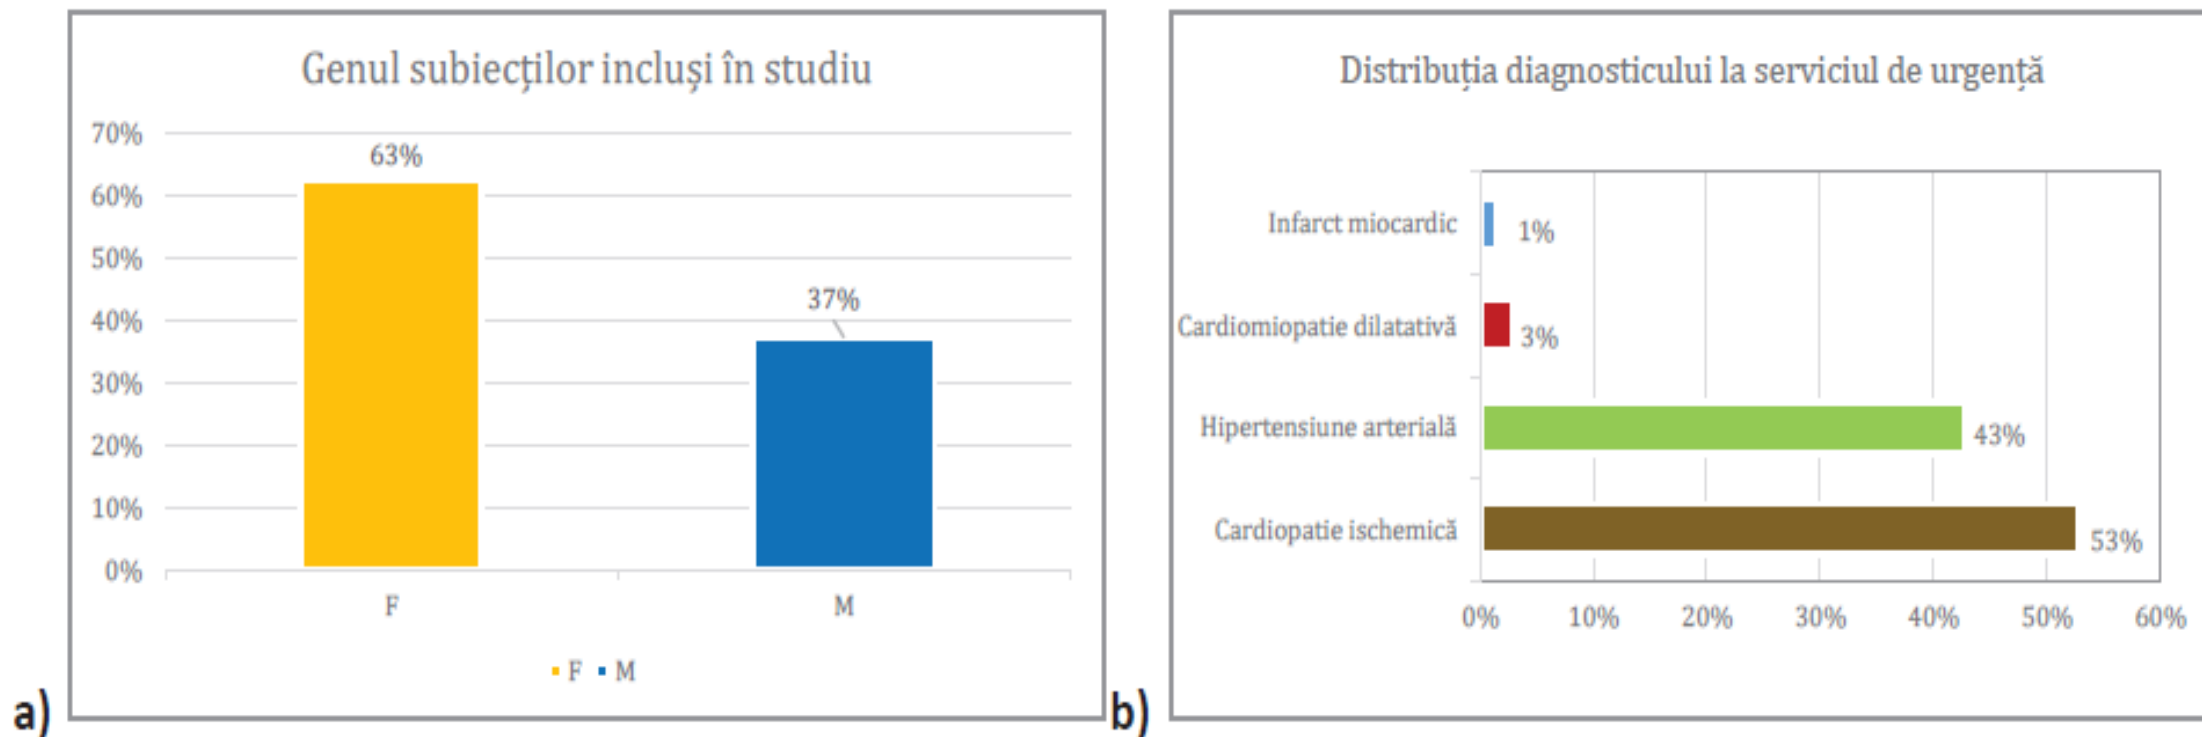 Genul subiecților incluși în studiu
70%
60%
50%
40%
30%
20%
10%
0%
63%
37%
F
M
F
M
a)
Distribuția diagnosticului la serviciul de urgență
Infarct miocardic
1%
Cardiomiopatie dilatativă
3%
Hipertensiune arterială
43%
Cardiopatie ischemică
53%
0%
10%
20%
30%
40%
50%
60%
b)